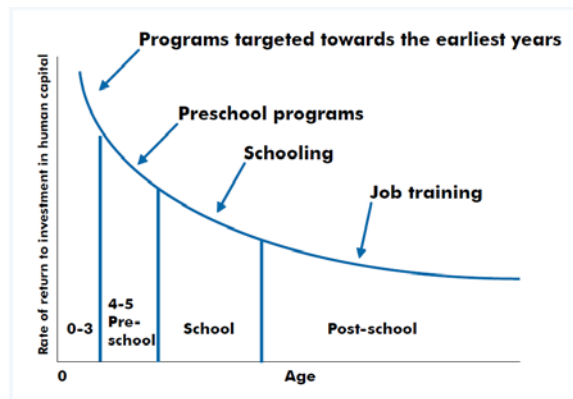 Programs targeted towards the earliest years
Preschool programs
Schooling
Job training
Rate of return to investment in human capital
0-3
4-5
Pre-
school
School
Post-school
0
Age